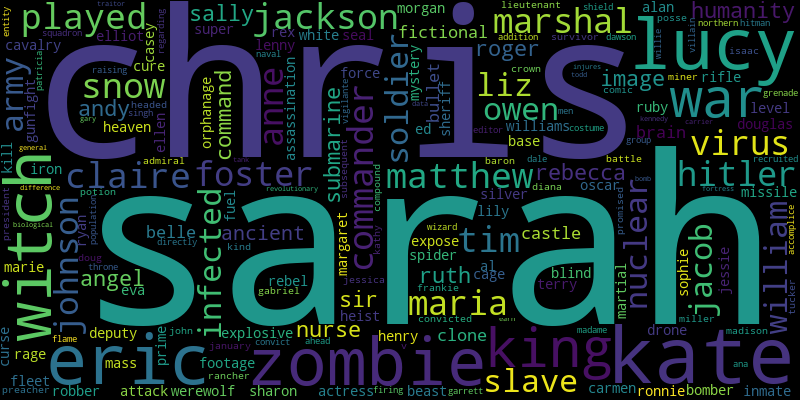 chris
sarah
played
jackson
sally
morgan
lieutenant
shield
alan
humanity
squadron
elliot
casey
lenny
rex
white
seal
fictional
marshal
posse
northern
hitman
super
traitor
regarding
addition
survivor
dawson
willie
villain
isaac
entity
cavalry
army
gunfight
patricia
snow
cure
raising
andy
heaven
headed
gary
singh
ellen
orphanage
command
anne
assassination
naval
force
mystery
soldier
bullet
sheriff
ed
roger
liz
owen
crown
editor
williams
costume
men
base
image
comic
todd
injures
rifle
ruby
miner
level
grenade
war
lucy
brain
douglas
kennedy
carrier
virus
kill
iron
general
difference
admiral
submarine
vigilante
subsequent
commander
tank
revolutionary
claire
foster
matthew
baron
dale
battle
group
recruited
rebecca
hitler
president
biological
witch
johnson
ryan
population
potion
belle
directly
infected
ancient
fuel
kind
silver
diana
oscar
bomb
fortress
missile
compound
kathy
lily
promised
accomplice
doug
throne
marie
angel
eva
rebel
gabriel
margaret
jessica
expose
spider
wizard
tim
castle
al
cage
blind
terry
martial
nuclear
sophie
jessie
jacob
william
tucker
frankie
ruth
maria
sir
heist
convicted
miller
madison
curse
flame
rage
deputy
mass
prime
john
january
convict
explosive
ahead
nurse
henry
clone
earn
king
madame
drone
kate
ana
eric
fleet
footage
rancher
zombie
slave
preacher
robber
attack
werewolf
sharon
actress
firing
beast
garrett
carmen
ronnie
bomber
inmate